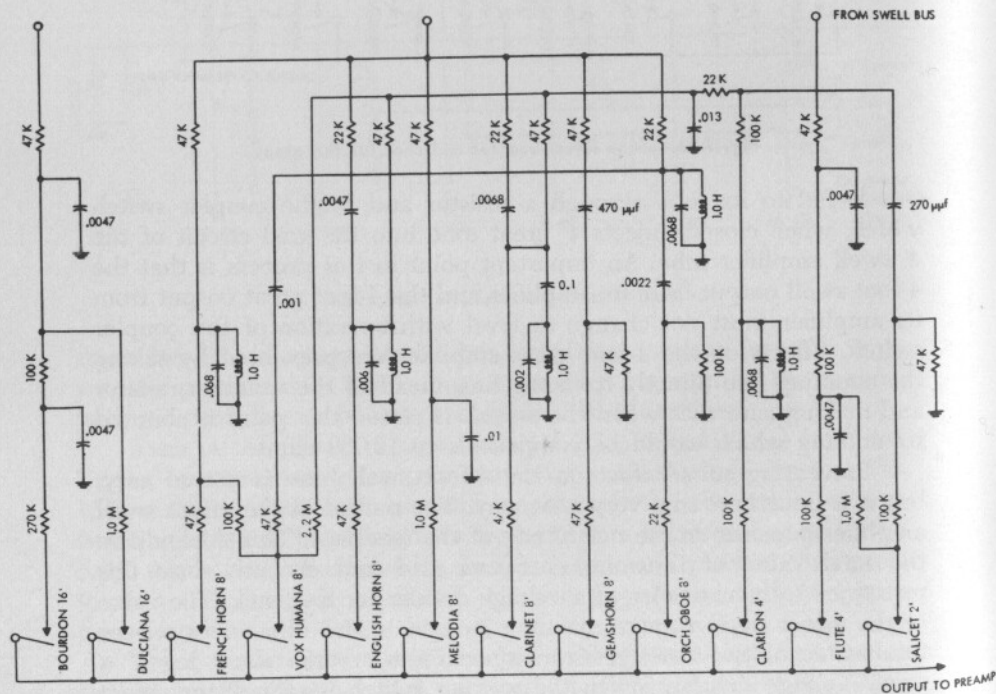 FROM SWELL BUS
22 K
.013
47 K
47 K
22 K
47 K
47 K
22 K
47 K
47 K
22 K
100 K
47 K
.0047
.0047
.0068
470 μμf
.0068
1.0 H
.0047
270 μμf
.001
0.1
.0022
100 K
.0068
1.0 H
.006
1.0 H
.002
1.0 H
47 K
100 K
.0068
1.0 H
100 K
47 K
.0047
.01
.0047
270 K
1.0 M
47 K
100 K
47 K
2.2 M
47 K
1.0 M
47 K
22 K
100 K
1.0 M
100 K
BOURDON 16'
DULCIANA 16'
FRENCH HORN 8'
VOX HUMANA 8'
ENGLISH HORN 8'
MELODIA 8'
CLARINET 8'
GEMSHORN 8'
ORCH OBOE 8'
CLARION 4'
FLUTE 4'
SALICET 2'
OUTPUT TO PREAMP